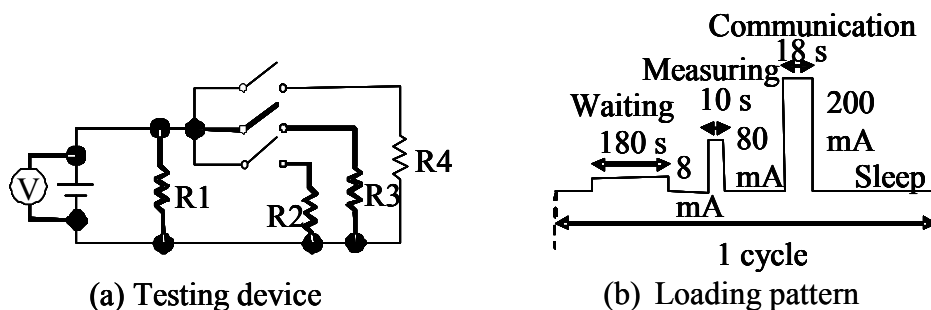 V
R1
R2
R3
R4
(a) Testing device
Communication
18 s
Measuring
10 s
Waiting
180 s
8
mA
80
mA
200
mA
Sleep
1 cycle
(b) Loading pattern